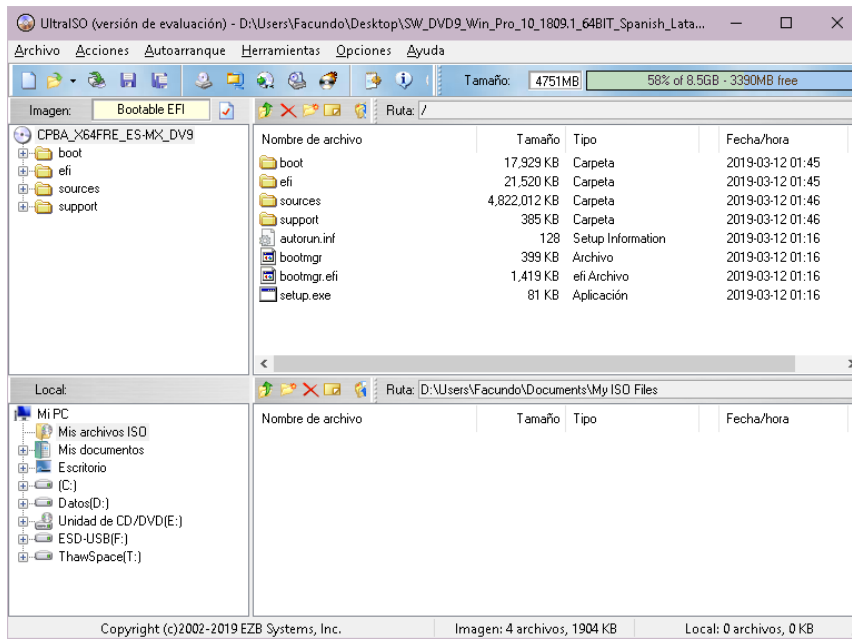 UltraISO (versión de evaluación) - D:\Users\Facundo\Desktop\SW_DVD9_Win_Pro_10_1809.1_64BIT_Spanish_Lata...
Archivo Acciones Autoarranque Herramientas Opciones Ayuda
Tamaño: 4751MB 58% of 8.5GB - 3390MB free
Imagen: Bootable EFI Ruta: /
CPBA_X64FRE_ES-MX_DV9
boot
efi
sources
support
Nombre de archivo Tamaño Tipo Fecha/hora
boot 17,929 KB Carpeta 2019-03-12 01:45
efi 21,520 KB Carpeta 2019-03-12 01:45
sources 4,822,012 KB Carpeta 2019-03-12 01:46
support 385 KB Carpeta 2019-03-12 01:46
autorun.inf 128 Setup Information 2019-03-12 01:16
bootmgr 399 KB Archivo 2019-03-12 01:16
bootmgr.efi 1,419 KB efi Archivo 2019-03-12 01:16
setup.exe 81 KB Aplicación 2019-03-12 01:16
Local: Ruta: D:\Users\Facundo\Documents\My ISO Files
Mi PC
Mis archivos ISO
Mis documentos
Escritorio
(C:)
Datos(D:)
Unidad de CD/DVD(E:)
ESD-USB(F:)
ThawSpace(T:)
Nombre de archivo Tamaño Tipo Fecha/hora
Copyright (c)2002-2019 EZB Systems, Inc. Imagen: 4 archivos, 1904 KB Local: 0 archivos, 0 KB